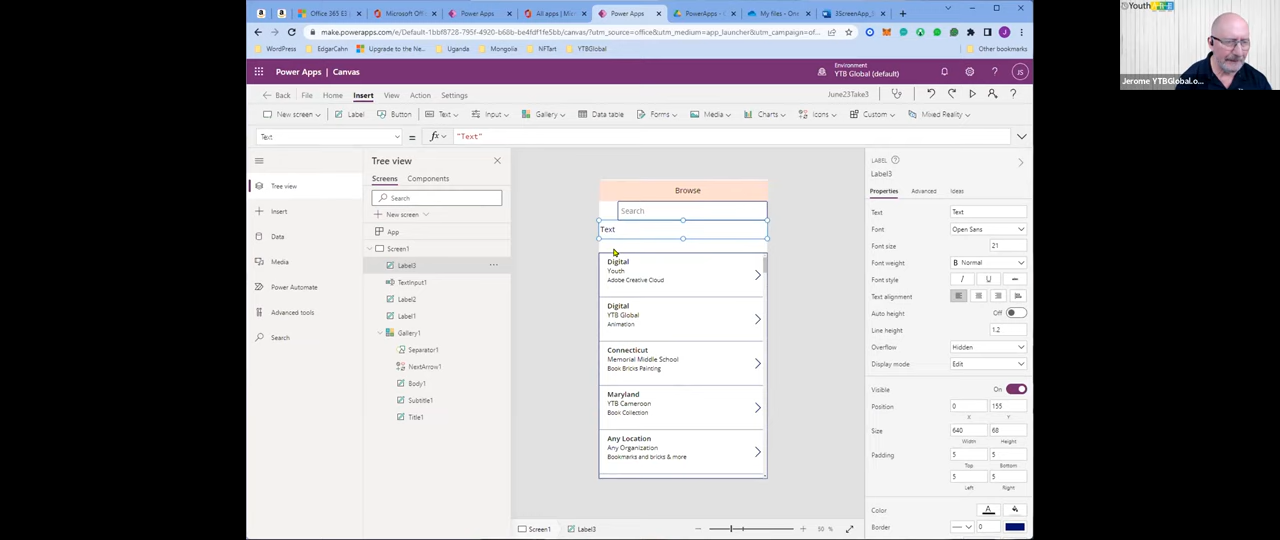 Office 365 E3
Microsoft Of
Power Apps
All apps | Mic
Power Apps
PowerApps - G
My files - One
3ScreenApp_
make.powerapps.com/e/Default-1bbf8728-795f-4920-b68b-be4fdf1fe5bb/canvas/?utm_source=office&utm_medium=app_launcher&utm_campaign=of...
WordPress
EdgarCahn
Upgrade to the Ne...
Uganda
Mongolia
NFTart
YTBGlobal
Other bookmarks
Power Apps | Canvas
Environment
YTB Global (default)
JS
Back
File
Home
Insert
View
Action
Settings
June23Take3
New screen
Label
Button
Text
Input
Gallery
Data table
Forms
Media
Charts
Icons
Custom
Mixed Reality
Text
= fx "Text"
Tree view
Insert
Data
Media
Power Automate
Advanced tools
Search
Tree view
Screens
Components
Search
New screen
App
Screen1
Label3
TextInput1
Label2
Label1
Gallery1
Separator1
NextArrow1
Body1
Subtitle1
Title1
Browse
Search
Text
Digital
Youth
Adobe Creative Cloud
Digital
YTB Global
Animation
Connecticut
Memorial Middle School
Book Bricks Painting
Maryland
YTB Cameroon
Book Collection
Any Location
Any Organization
Bookmarks and bricks & more
LABEL
Label3
Properties
Advanced
Ideas
Text Text
Font Open Sans
Font size 21
Font weight B Normal
Font style
Text alignment
Auto height Off
Line height 1.2
Overflow Hidden
Display mode Edit
Visible On
Position 0 155
X Y
Size 640 68
Width Height
Padding 5 5
Top Bottom
5 5
Left Right
Color
Border 0
Screen1
Label3
50 %
Youth
Jerome YTBGlobal.o...